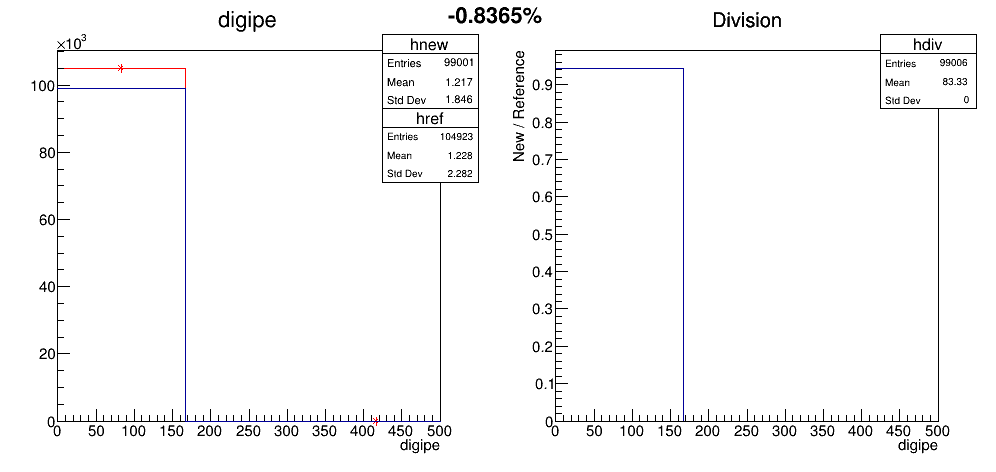 -0.8365%
digipe
×10³
hnew
Entries 99001
Mean 1.217
Std Dev 1.846
href
Entries 104923
Mean 1.228
Std Dev 2.282
100
80
60
40
20
0
0 50 100 150 200 250 300 350 400 450 500
digipe
Division
hdiv
Entries 99006
Mean 83.33
Std Dev 0
New / Reference
0.9
0.8
0.7
0.6
0.5
0.4
0.3
0.2
0.1
0
0 50 100 150 200 250 300 350 400 450 500
digipe